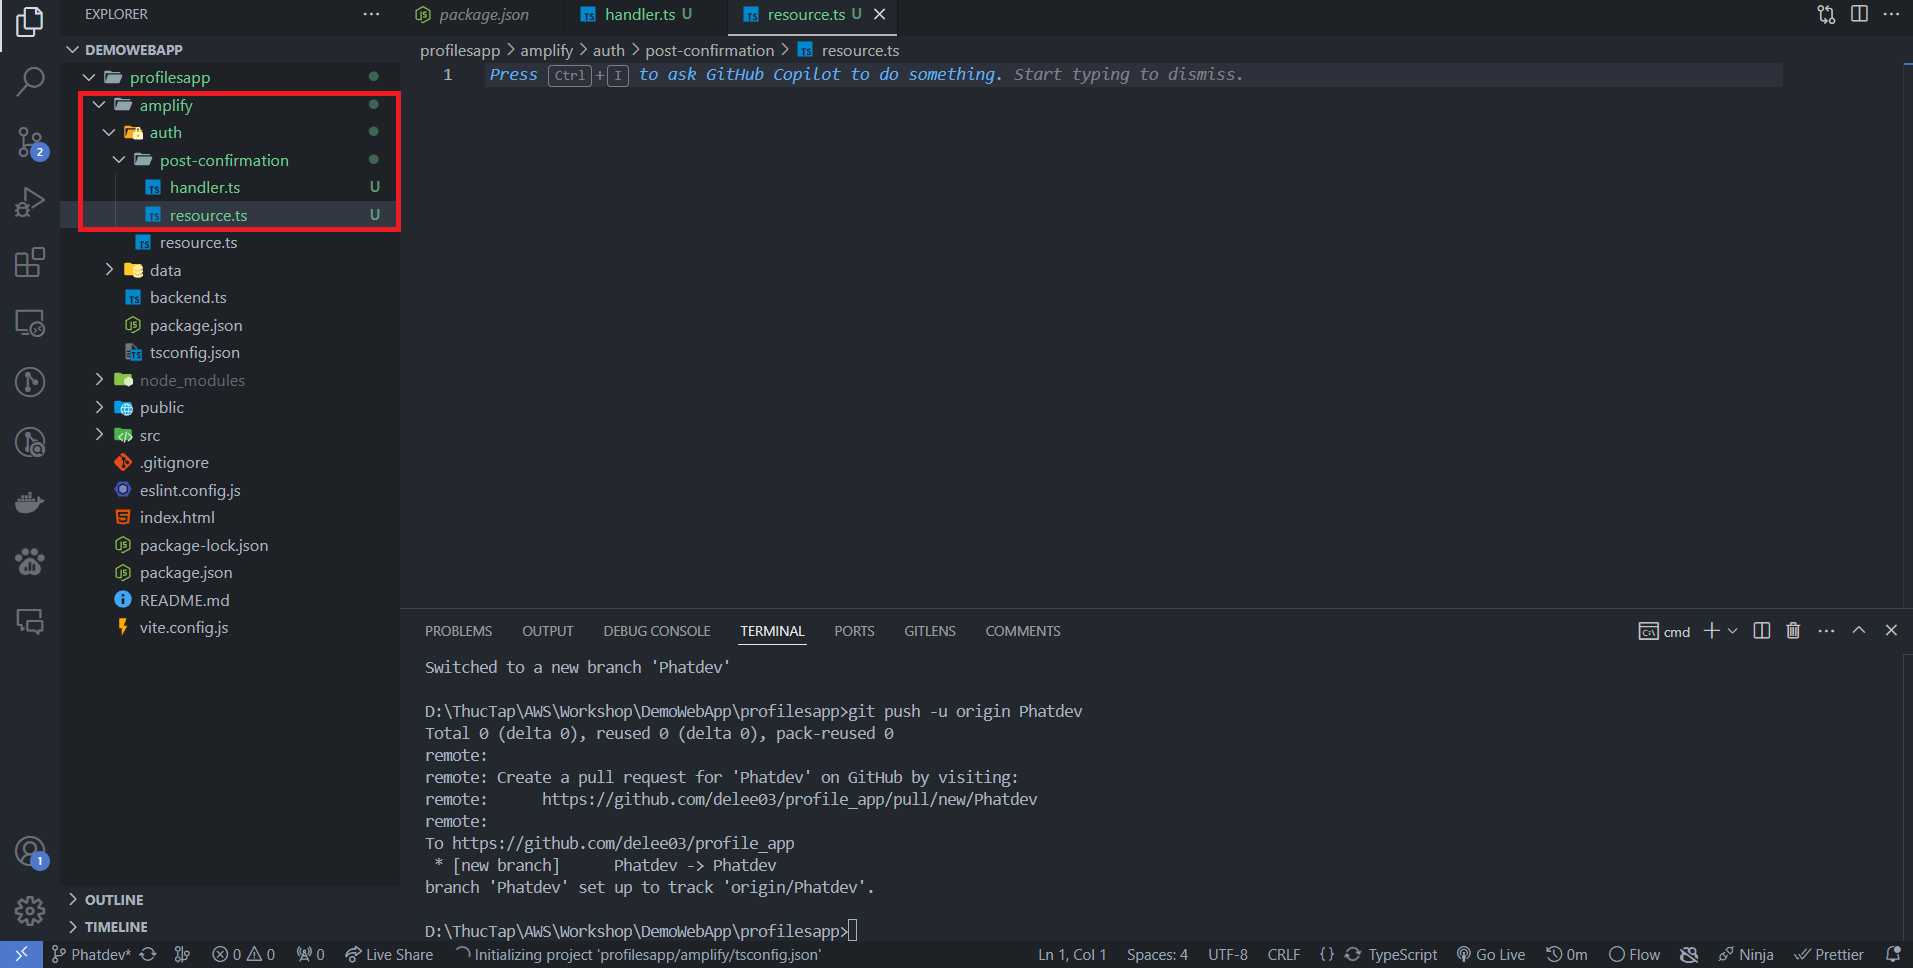 EXPLORER
DEMOWEBAPP
profilesapp
amplify
auth
post-confirmation
handler.ts U
resource.ts U
resource.ts
data
backend.ts
package.json
tsconfig.json
node_modules
public
src
.gitignore
eslint.config.js
index.html
package-lock.json
package.json
README.md
vite.config.js
OUTLINE
TIMELINE
2
1
package.json
handler.ts U
resource.ts U
profilesapp > amplify > auth > post-confirmation > resource.ts
1 Press Ctrl + I to ask GitHub Copilot to do something. Start typing to dismiss.
PROBLEMS OUTPUT DEBUG CONSOLE TERMINAL PORTS GITLENS COMMENTS
cmd
Switched to a new branch 'Phatdev'
D:\ThucTap\AWS\Workshop\DemoWebApp\profilesapp>git push -u origin Phatdev
Total 0 (delta 0), reused 0 (delta 0), pack-reused 0
remote:
remote: Create a pull request for 'Phatdev' on GitHub by visiting:
remote:      https://github.com/delee03/profile_app/pull/new/Phatdev
remote:
To https://github.com/delee03/profile_app
 * [new branch]      Phatdev -> Phatdev
branch 'Phatdev' set up to track 'origin/Phatdev'.
D:\ThucTap\AWS\Workshop\DemoWebApp\profilesapp>
Phatdev* 0 0 0 Live Share Initializing project 'profilesapp/amplify/tsconfig.json' Ln 1, Col 1 Spaces: 4 UTF-8 CRLF {} TypeScript Go Live 0m Flow Ninja Prettier